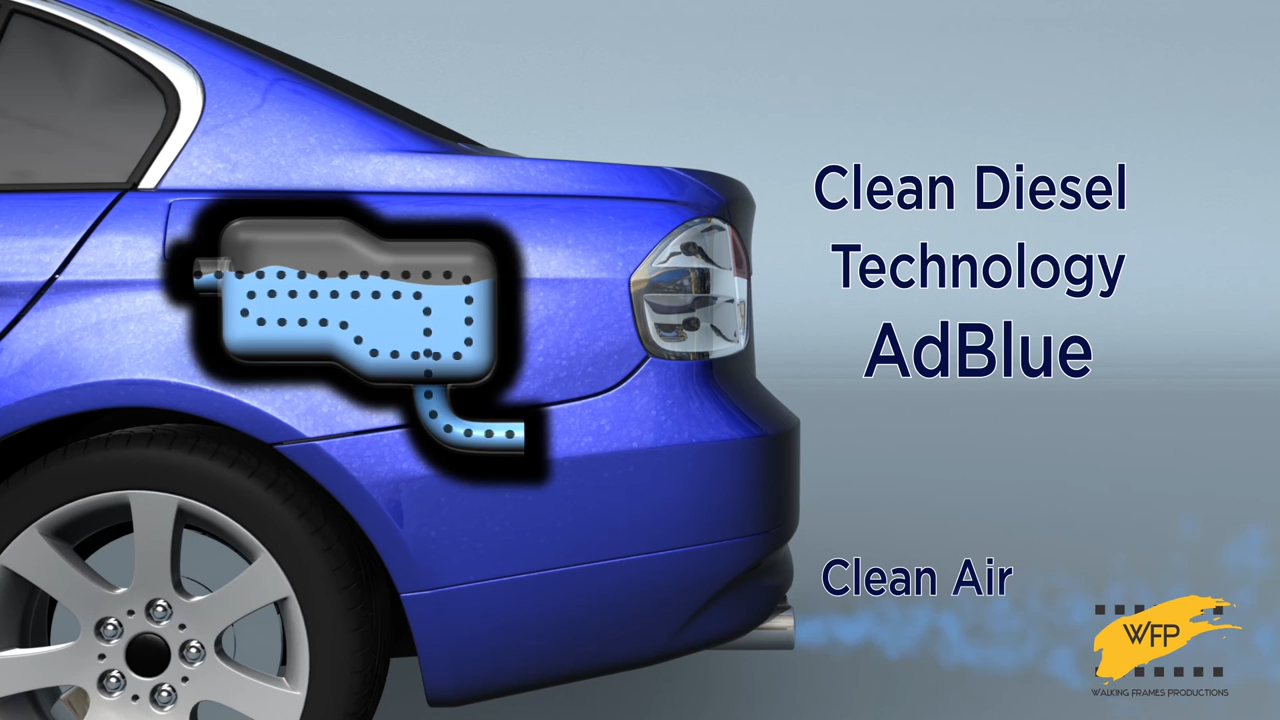 Clean Diesel
Technology
AdBlue
Clean Air
WFP
WALKING FRAMES PRODUCTIONS